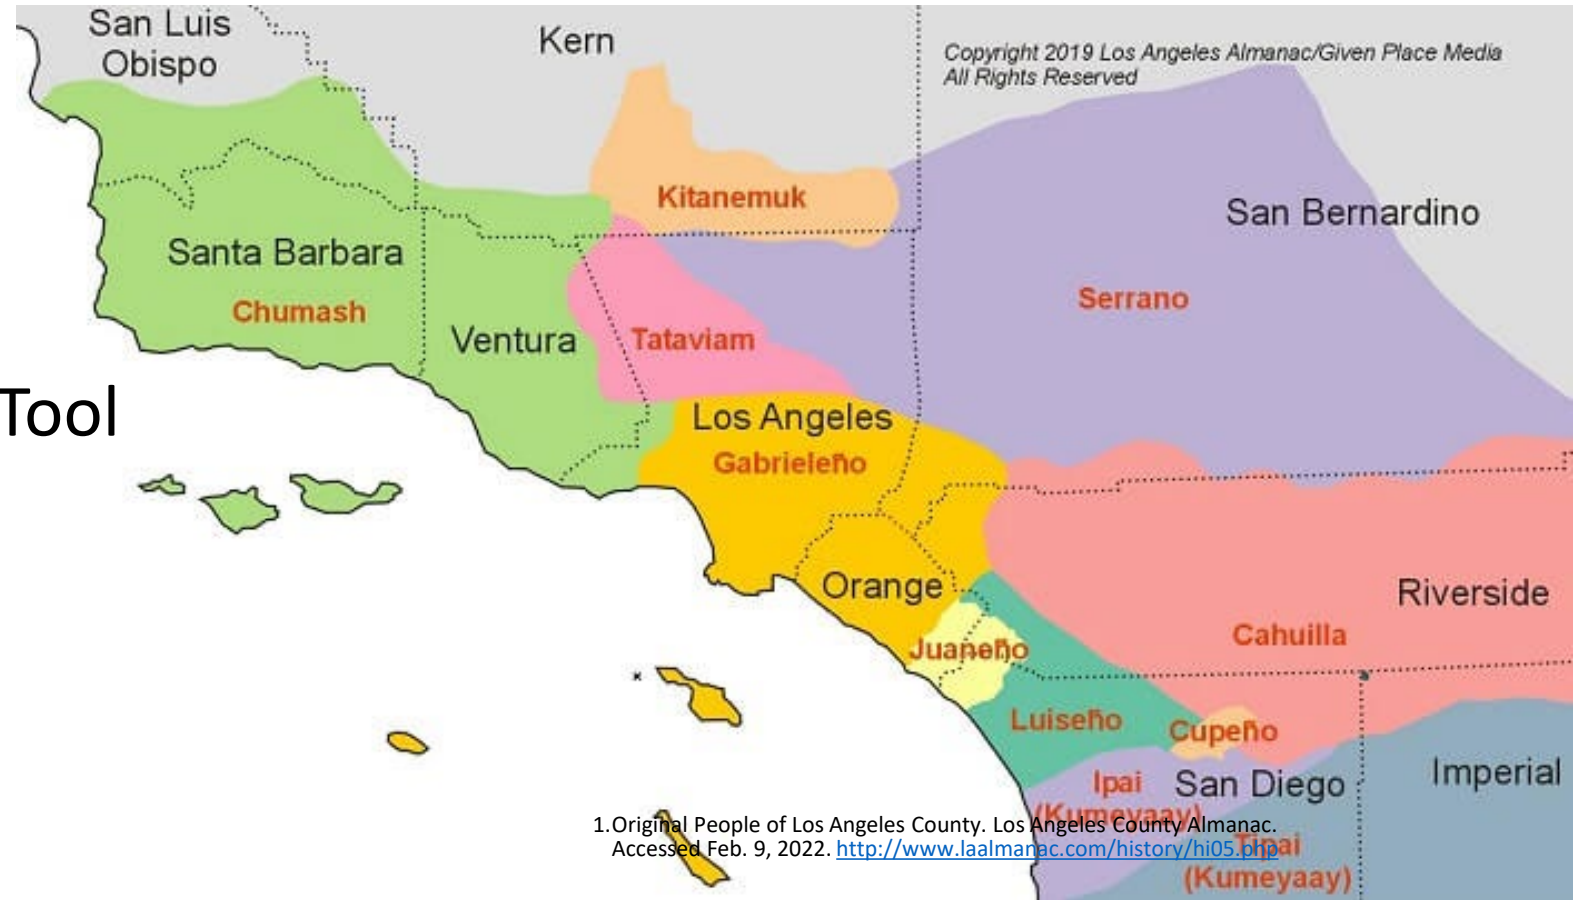 San Luis
Obispo
Kern
Copyright 2019 Los Angeles Almanac/Given Place Media
All Rights Reserved
Kitanemuk
San Bernardino
Santa Barbara
Chumash
Serrano
Ventura
Tataviam
Tool
Los Angeles
Gabrieleño
Orange
Riverside
Juaneño
Cahuilla
Luiseño
Cupeño
Ipai
(Kumeyaay)
San Diego
Imperial
1.Original People of Los Angeles County. Los Angeles County Almanac.
Accessed Feb. 9, 2022. http://www.laalmanac.com/history/hi05.php
Tipai
(Kumeyaay)